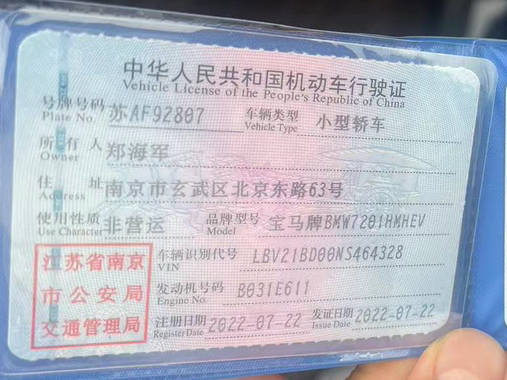 中华人民共和国机动车行驶证
Vehicle License of the People's Republic of China
号牌号码 苏AF92807 车辆类型 小型轿车
Plate No. Vehicle Type
所有人 郑海军
Owner
住址 南京市玄武区北京东路63号
Address
使用性质 非营运 品牌型号 宝马牌BMW7201HMHEV
Use Character Model
江苏省南京
市公安局
交通管理局
车辆识别代号 LBV21BD00NS464328
VIN
发动机号码 B031E611
Engine No.
注册日期 2022-07-22 发证日期 2022-07-22
Register Date Issue Date